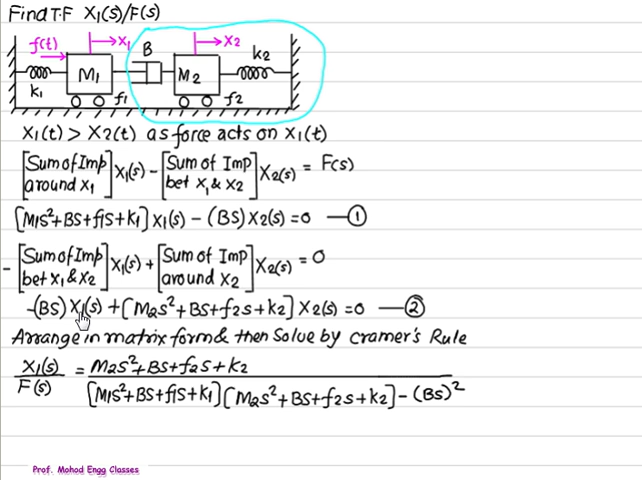 Find T.F X₁(s)/F(s)
f(t) →X₁ B →X₂ k₂
k₁ M₁ f₁ M₂ f₂
X₁(t) > X₂(t) as force acts on X₁(t)
[Sum of Imp around X₁] X₁(s) - [Sum of Imp bet X₁ & X₂] X₂(s) = F(s)
[M₁s²+BS+f₁s+k₁] X₁(s) - (BS) X₂(s) = 0 —①
-[Sum of Imp bet X₁ & X₂] X₁(s) + [Sum of Imp around X₂] X₂(s) = 0
-(BS) X₁(s) + [M₂s²+BS+f₂s+k₂] X₂(s) = 0 —②
Arrange in matrix form & then Solve by cramer's Rule
X₁(s)/F(s) = M₂s²+BS+f₂s+k₂ / [M₁s²+BS+f₁s+k₁][M₂s²+BS+f₂s+k₂] - (BS)²
Prof. Mohod Engg Classes